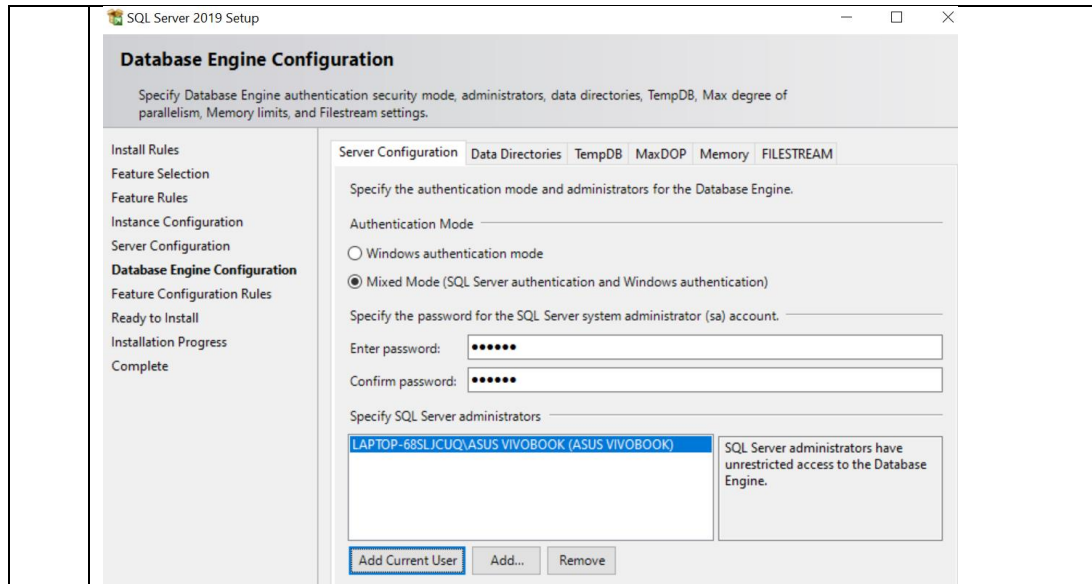 SQL Server 2019 Setup
Database Engine Configuration
Specify Database Engine authentication security mode, administrators, data directories, TempDB, Max degree of
parallelism, Memory limits, and Filestream settings.
Install Rules
Feature Selection
Feature Rules
Instance Configuration
Server Configuration
Database Engine Configuration
Feature Configuration Rules
Ready to Install
Installation Progress
Complete
Server Configuration Data Directories TempDB MaxDOP Memory FILESTREAM
Specify the authentication mode and administrators for the Database Engine.
Authentication Mode
Windows authentication mode
Mixed Mode (SQL Server authentication and Windows authentication)
Specify the password for the SQL Server system administrator (sa) account.
Enter password: ••••••
Confirm password: ••••••
Specify SQL Server administrators
LAPTOP-68SLJCUQ\ASUS VIVOBOOK (ASUS VIVOBOOK)
SQL Server administrators have
unrestricted access to the Database
Engine.
Add Current User Add... Remove